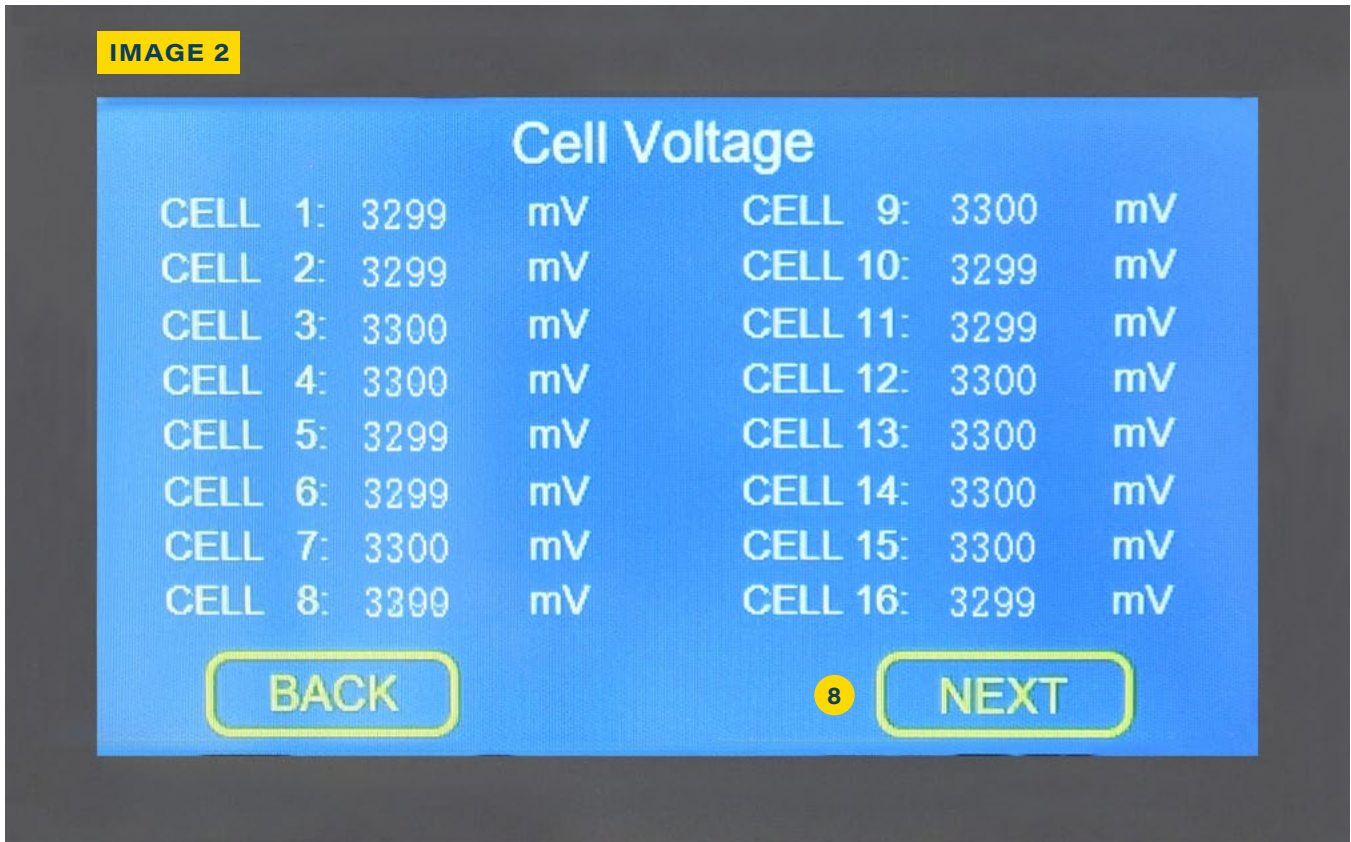 IMAGE 2
Cell Voltage
CELL 1: 3299 mV
CELL 2: 3299 mV
CELL 3: 3300 mV
CELL 4: 3300 mV
CELL 5: 3299 mV
CELL 6: 3299 mV
CELL 7: 3300 mV
CELL 8: mV
CELL 9: 3300 mV
CELL 10: 3299 mV
CELL 11: 3299 mV
CELL 12: 3300 mV
CELL 13: 3300 mV
CELL 14: 3300 mV
CELL 15: 3300 mV
CELL 16: 3299 mV
BACK
8 NEXT